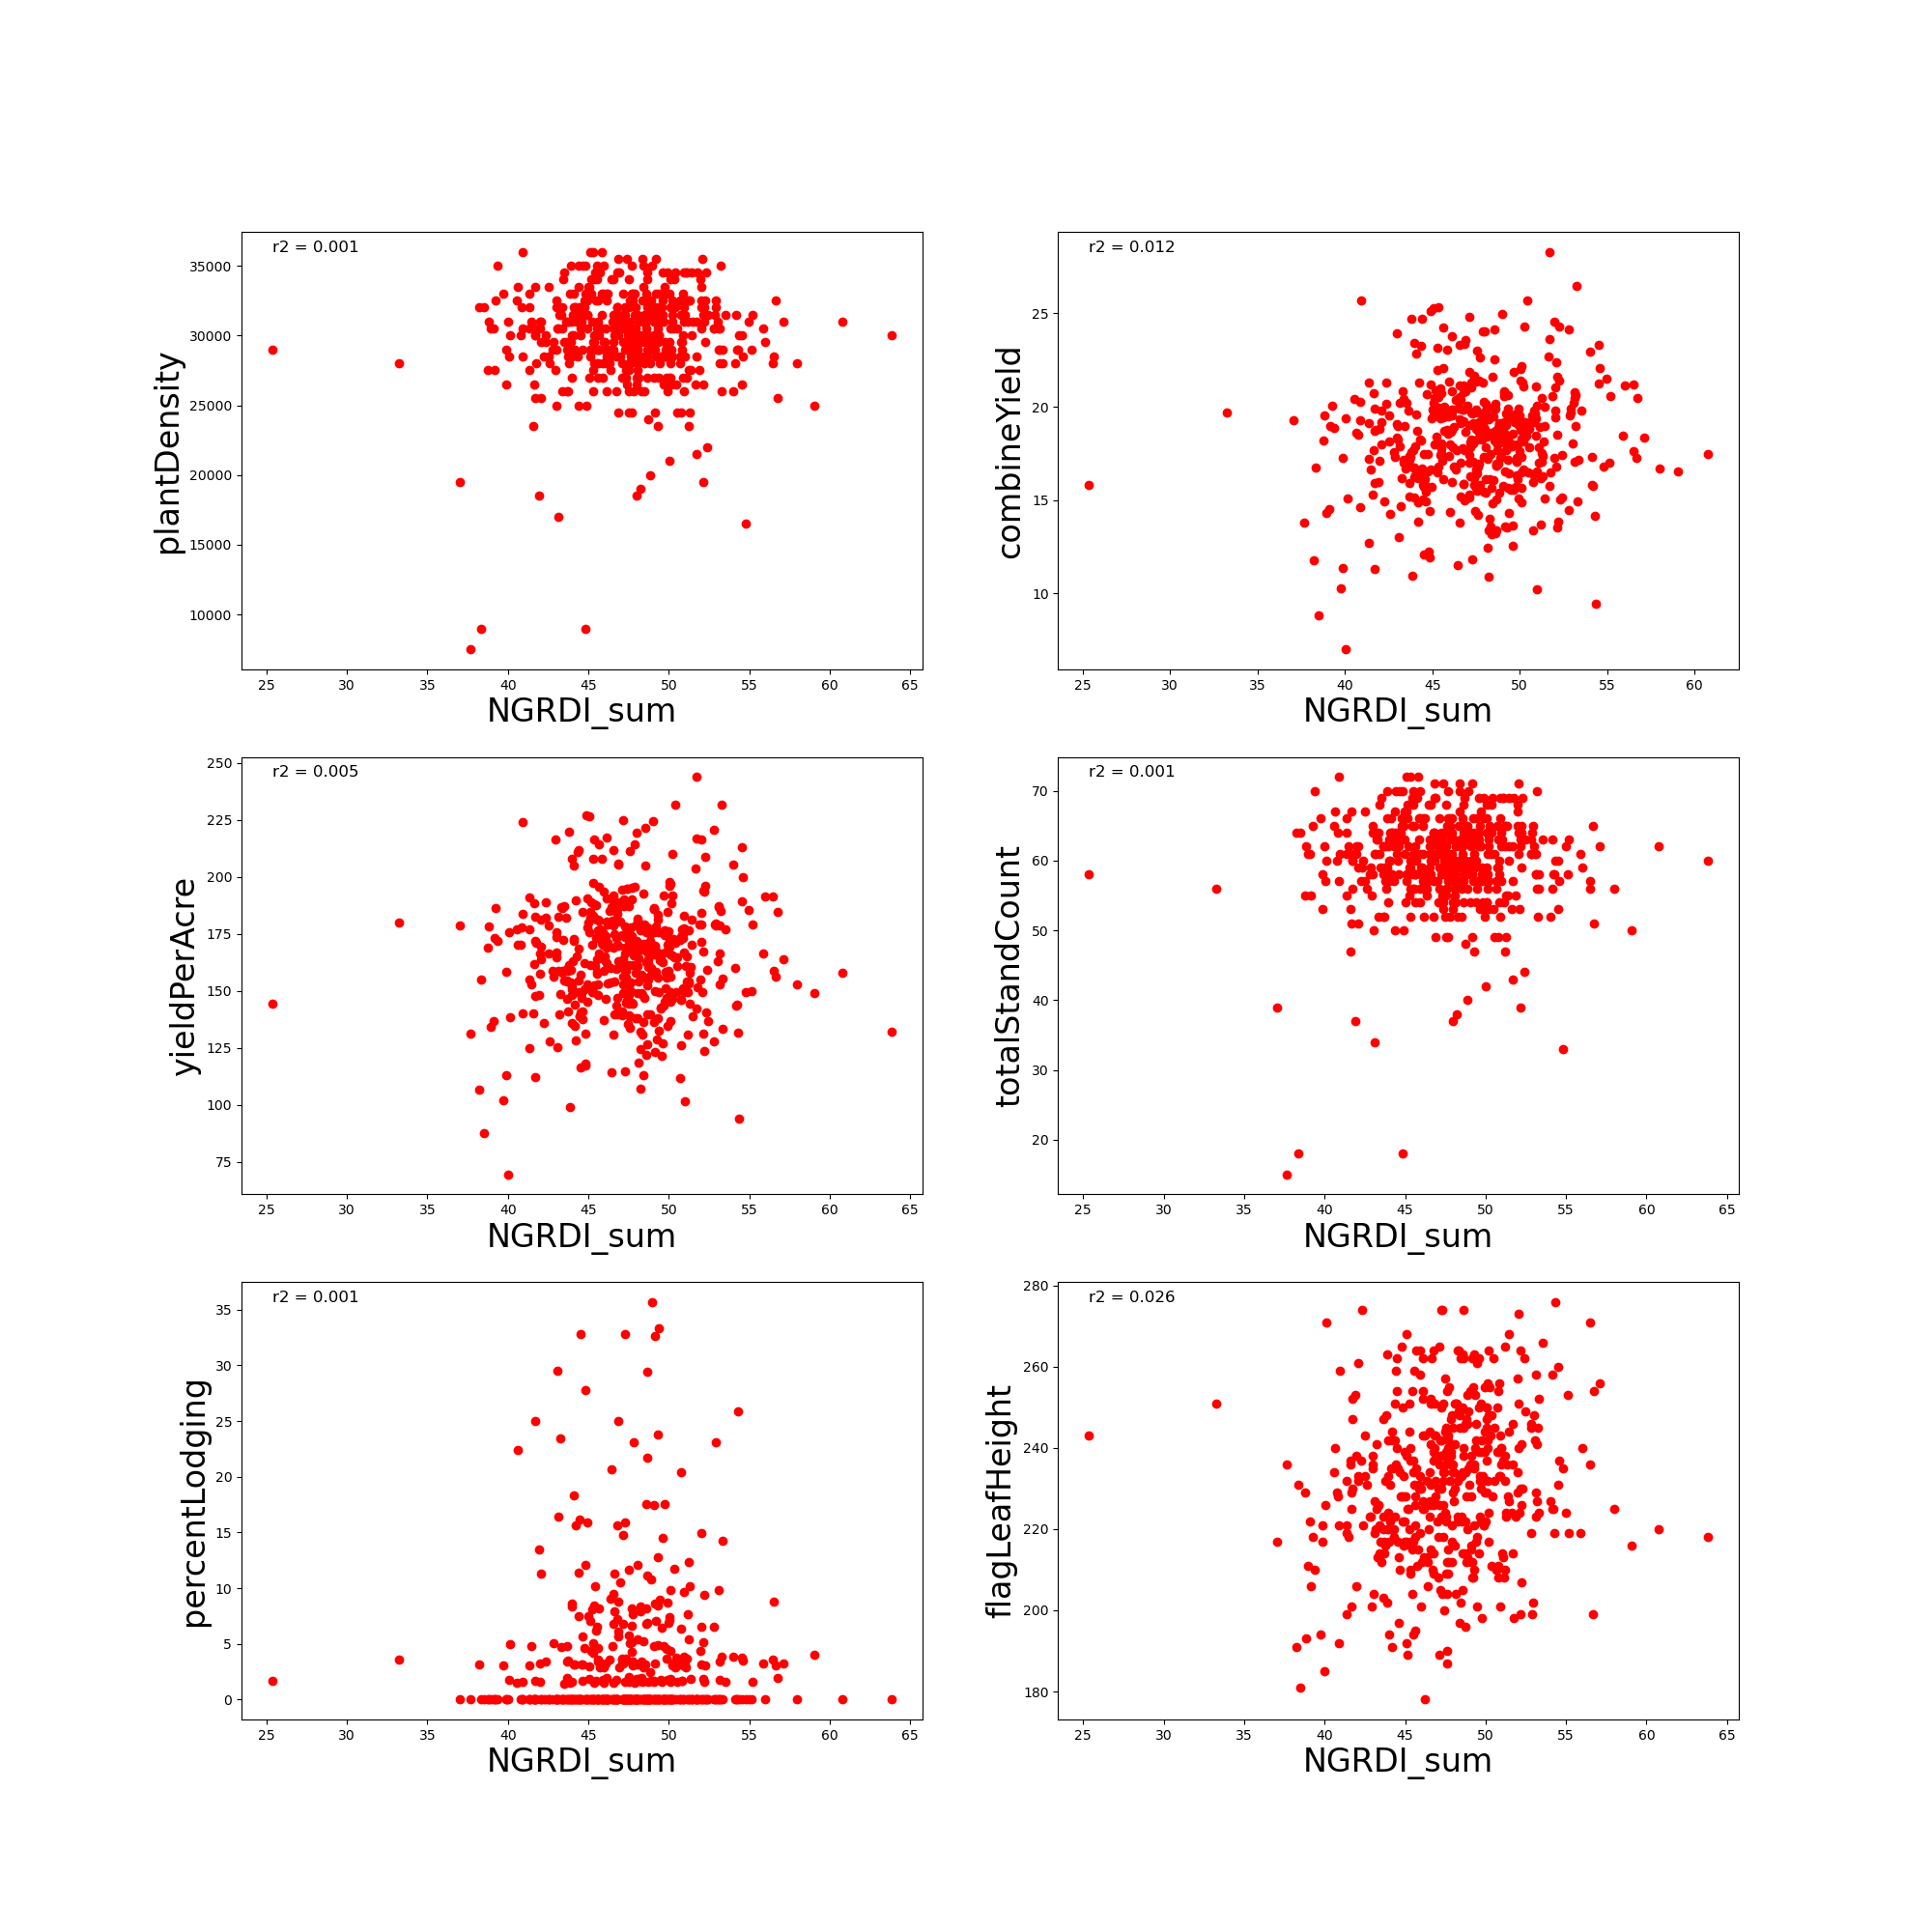 r2 = 0.001
plantDensity
35000
30000
25000
20000
15000
10000
25 30 35 40 45 50 55 60 65
NGRDI_sum
r2 = 0.012
combineYield
25
20
15
10
25 30 35 40 45 50 55 60
NGRDI_sum
r2 = 0.005
yieldPerAcre
250
225
200
175
150
125
100
75
25 30 35 40 45 50 55 60 65
NGRDI_sum
r2 = 0.001
totalStandCount
70
60
50
40
30
20
25 30 35 40 45 50 55 60 65
NGRDI_sum
r2 = 0.001
percentLodging
35
30
25
20
15
10
5
0
25 30 35 40 45 50 55 60 65
NGRDI_sum
r2 = 0.026
flagLeafHeight
280
260
240
220
200
180
25 30 35 40 45 50 55 60 65
NGRDI_sum